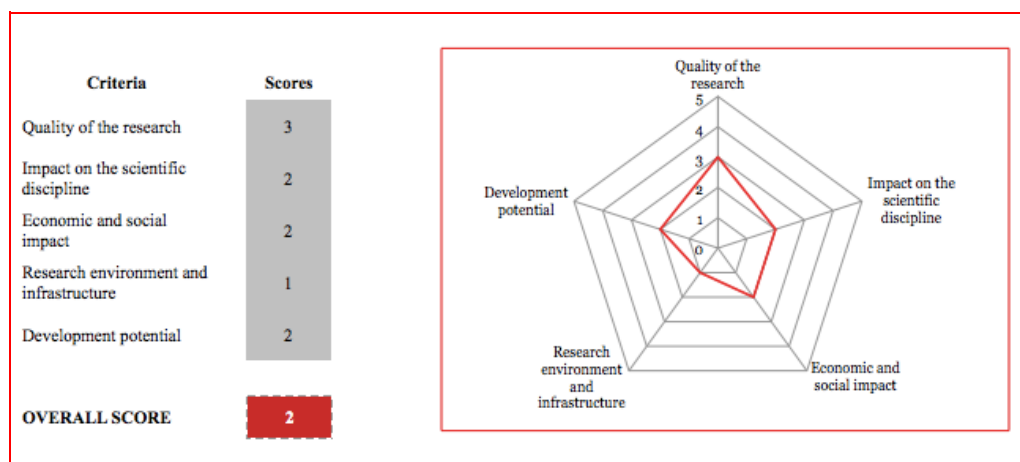 Criteria Scores
Quality of the research 3
Impact on the scientific
discipline 2
Economic and social
impact 2
Research environment and
infrastructure 1
Development potential 2
OVERALL SCORE 2
Quality of the
research
5
4
3
2
1
0
Impact on the
scientific
discipline
Economic and
social impact
Research
environment
and
infrastructure
Development
potential